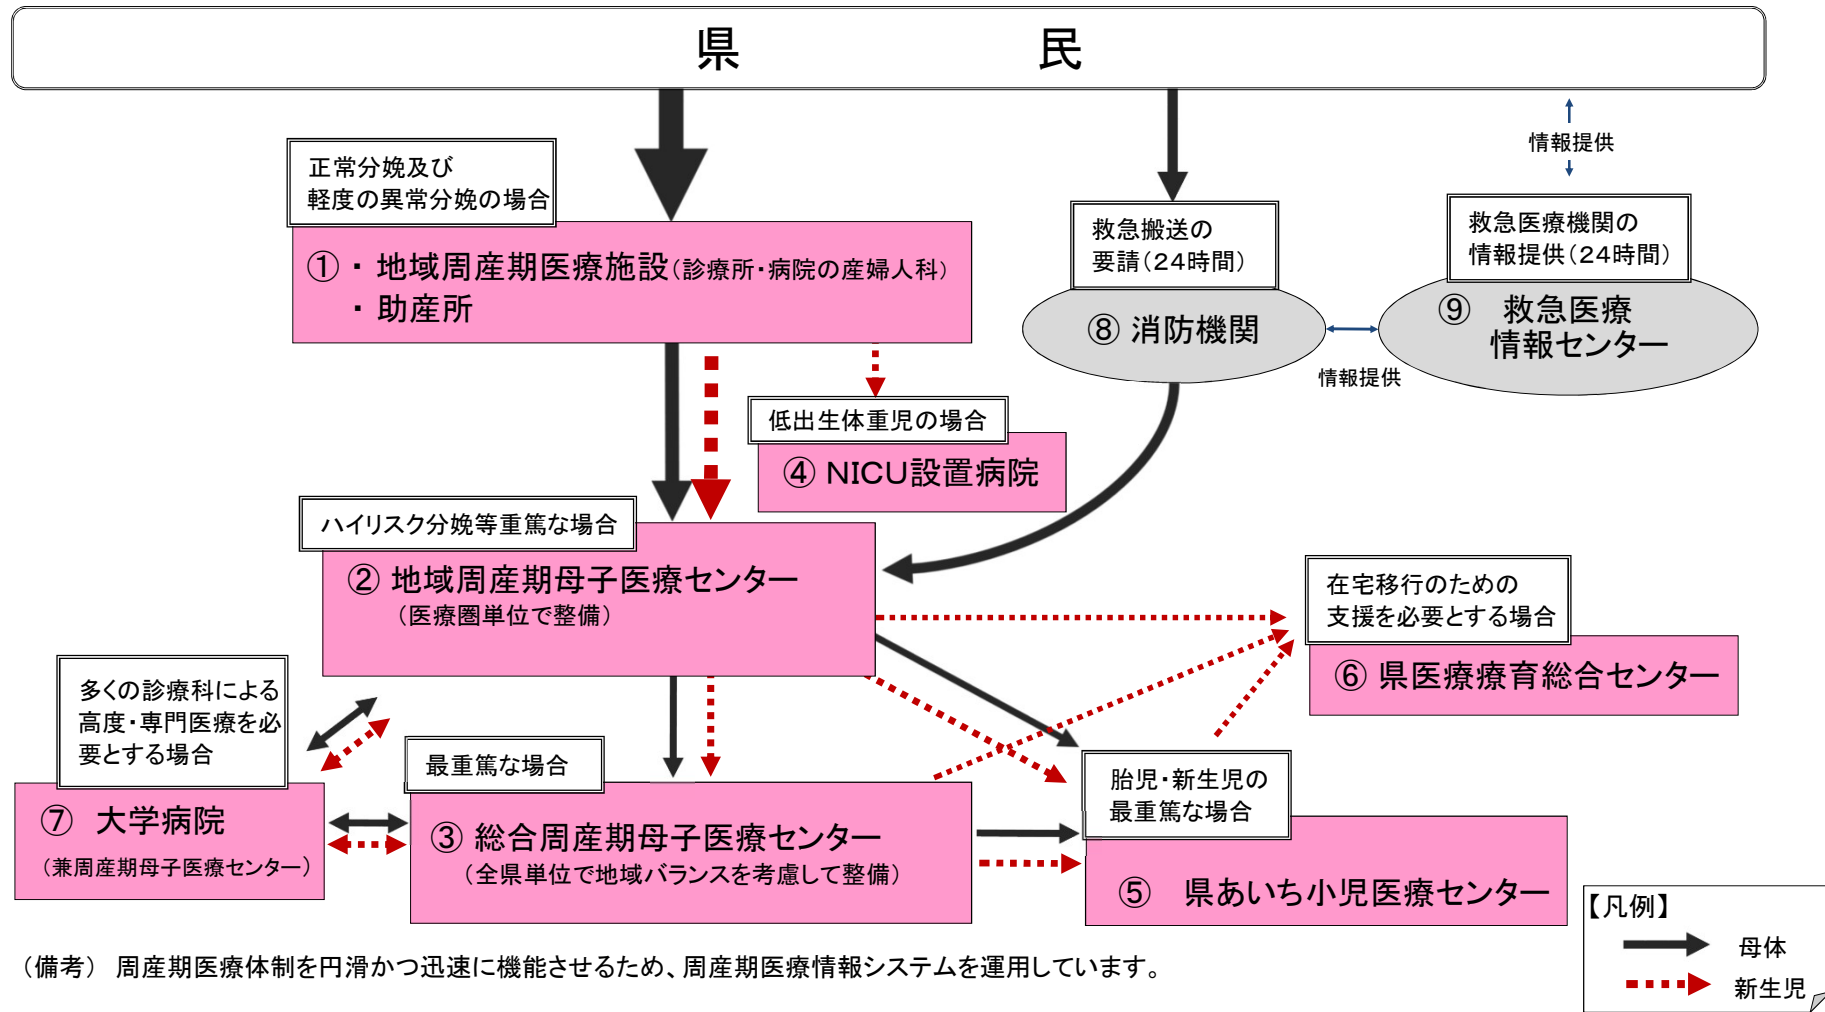 県　民
情報提供
正常分娩及び
軽度の異常分娩の場合
①・地域周産期医療施設（診療所・病院の産婦人科）
・助産所
救急搬送の
要請（２４時間）
⑧ 消防機関
救急医療機関の
情報提供（２４時間）
⑨　救急医療
情報センター
情報提供
低出生体重児の場合
④ ＮＩＣＵ設置病院
ハイリスク分娩等重篤な場合
② 地域周産期母子医療センター
（医療圏単位で整備）
在宅移行のための
支援を必要とする場合
⑥ 県医療療育総合センター
多くの診療科による
高度・専門医療を必
要とする場合
⑦　大学病院
（兼周産期母子医療センター）
最重篤な場合
③ 総合周産期母子医療センター
（全県単位で地域バランスを考慮して整備）
胎児・新生児の
最重篤な場合
⑤　県あいち小児医療センター
【凡例】
母体
新生児
（備考）　周産期医療体制を円滑かつ迅速に機能させるため、周産期医療情報システムを運用しています。